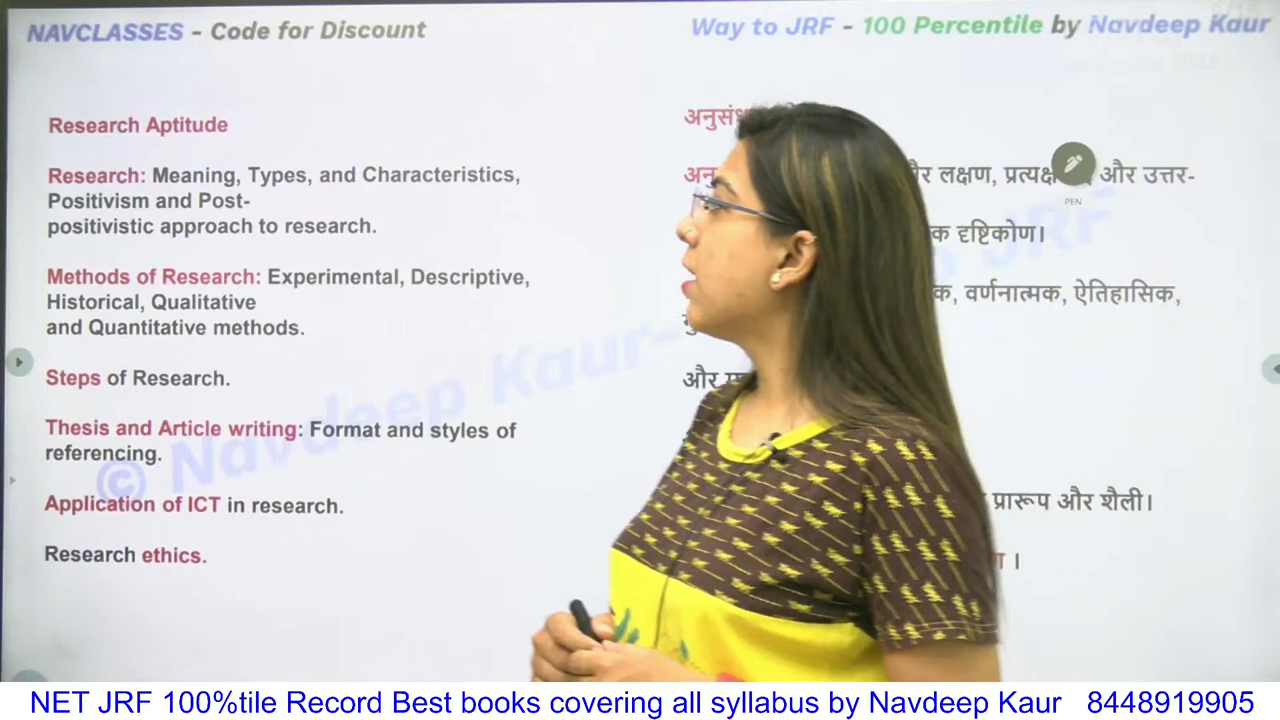 NAVCLASSES - Code for Discount
Way to JRF - 100 Percentile by Navdeep Kaur
Research Aptitude
Research: Meaning, Types, and Characteristics,
Positivism and Post-
positivistic approach to research.
Methods of Research: Experimental, Descriptive,
Historical, Qualitative
and Quantitative methods.
Steps of Research.
Thesis and Article writing: Format and styles of
referencing.
Application of ICT in research.
Research ethics.
लक्षण, और उत्तर-
दृष्टिकोण।
वर्णनात्मक, ऐतिहासिक,
और
प्रारूप और शैली।
PEN
© Navdeep Kaur- JRF
NET JRF 100%tile Record Best books covering all syllabus by Navdeep Kaur 8448919905